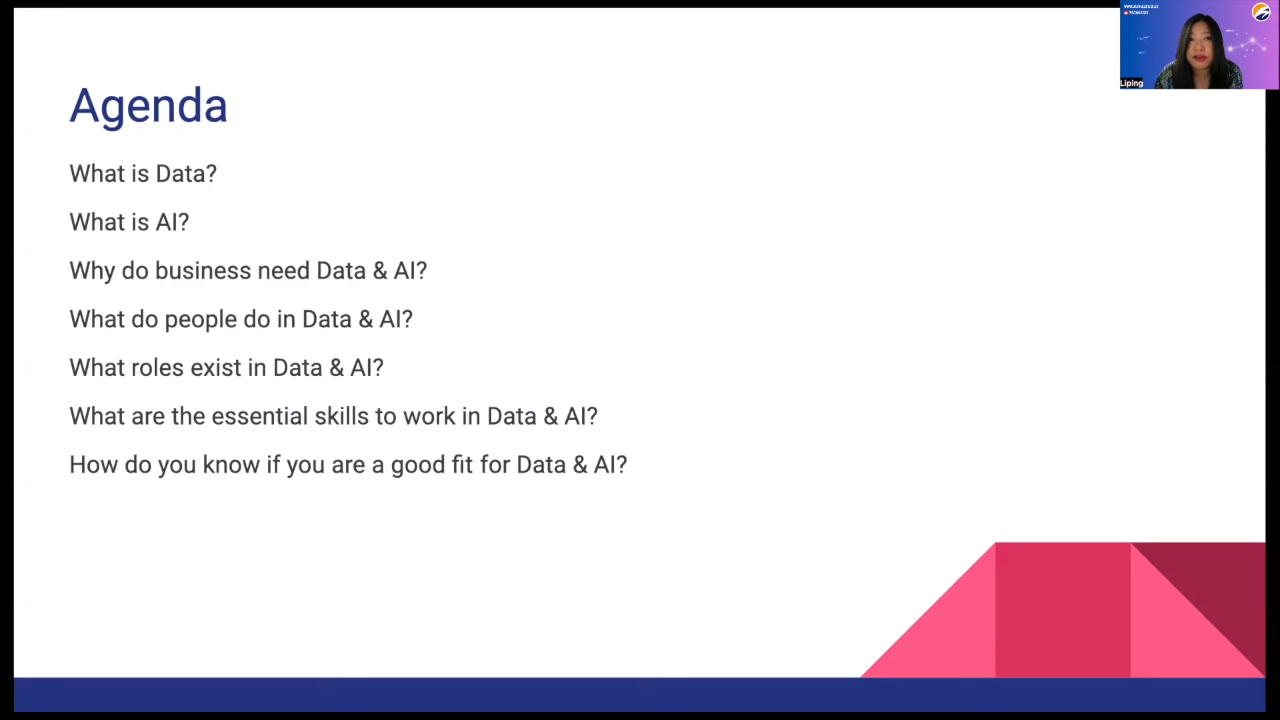 Agenda
What is Data?
What is AI?
Why do business need Data & AI?
What do people do in Data & AI?
What roles exist in Data & AI?
What are the essential skills to work in Data & AI?
How do you know if you are a good fit for Data & AI?
Liping